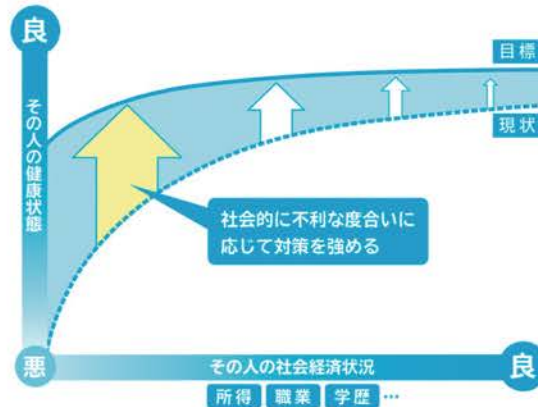 良
目標
その人の健康状態
現状
社会的に不利な度合いに
応じて対策を強める
悪
その人の社会経済状況
良
所得 職業 学歴 …